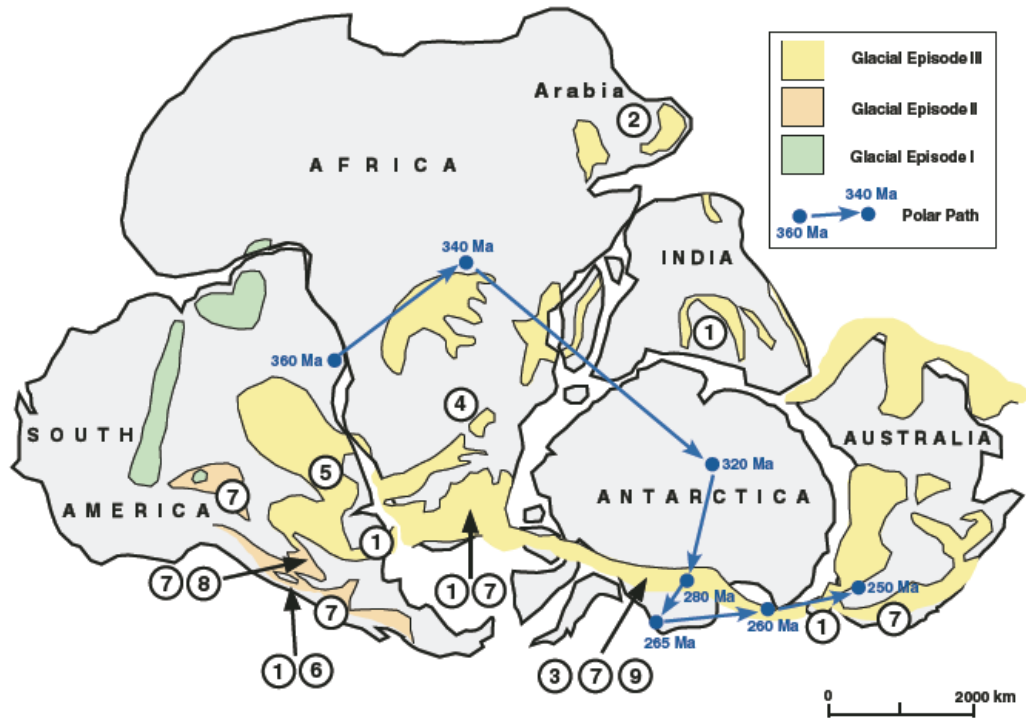 Glacial Episode III
Glacial Episode II
Glacial Episode I
340 Ma
360 Ma
Polar Path
Arabia
2
AFRICA
INDIA
1
340 Ma
360 Ma
4
5
SOUTH
AMERICA
7
1
7 8
7
1 6
1 7
320 Ma
ANTARCTICA
AUSTRALIA
280 Ma
265 Ma
260 Ma
250 Ma
1
7
3 7 9
0 2000 km